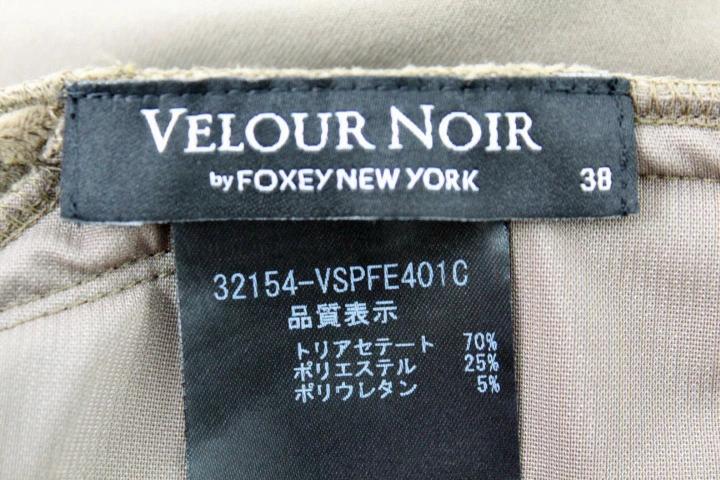 VELOUR NOIR
by FOXEY NEW YORK 38
32154-VSPFE401C
品質表示
トリアセテート 70%
ポリエステル 25%
ポリウレタン 5%